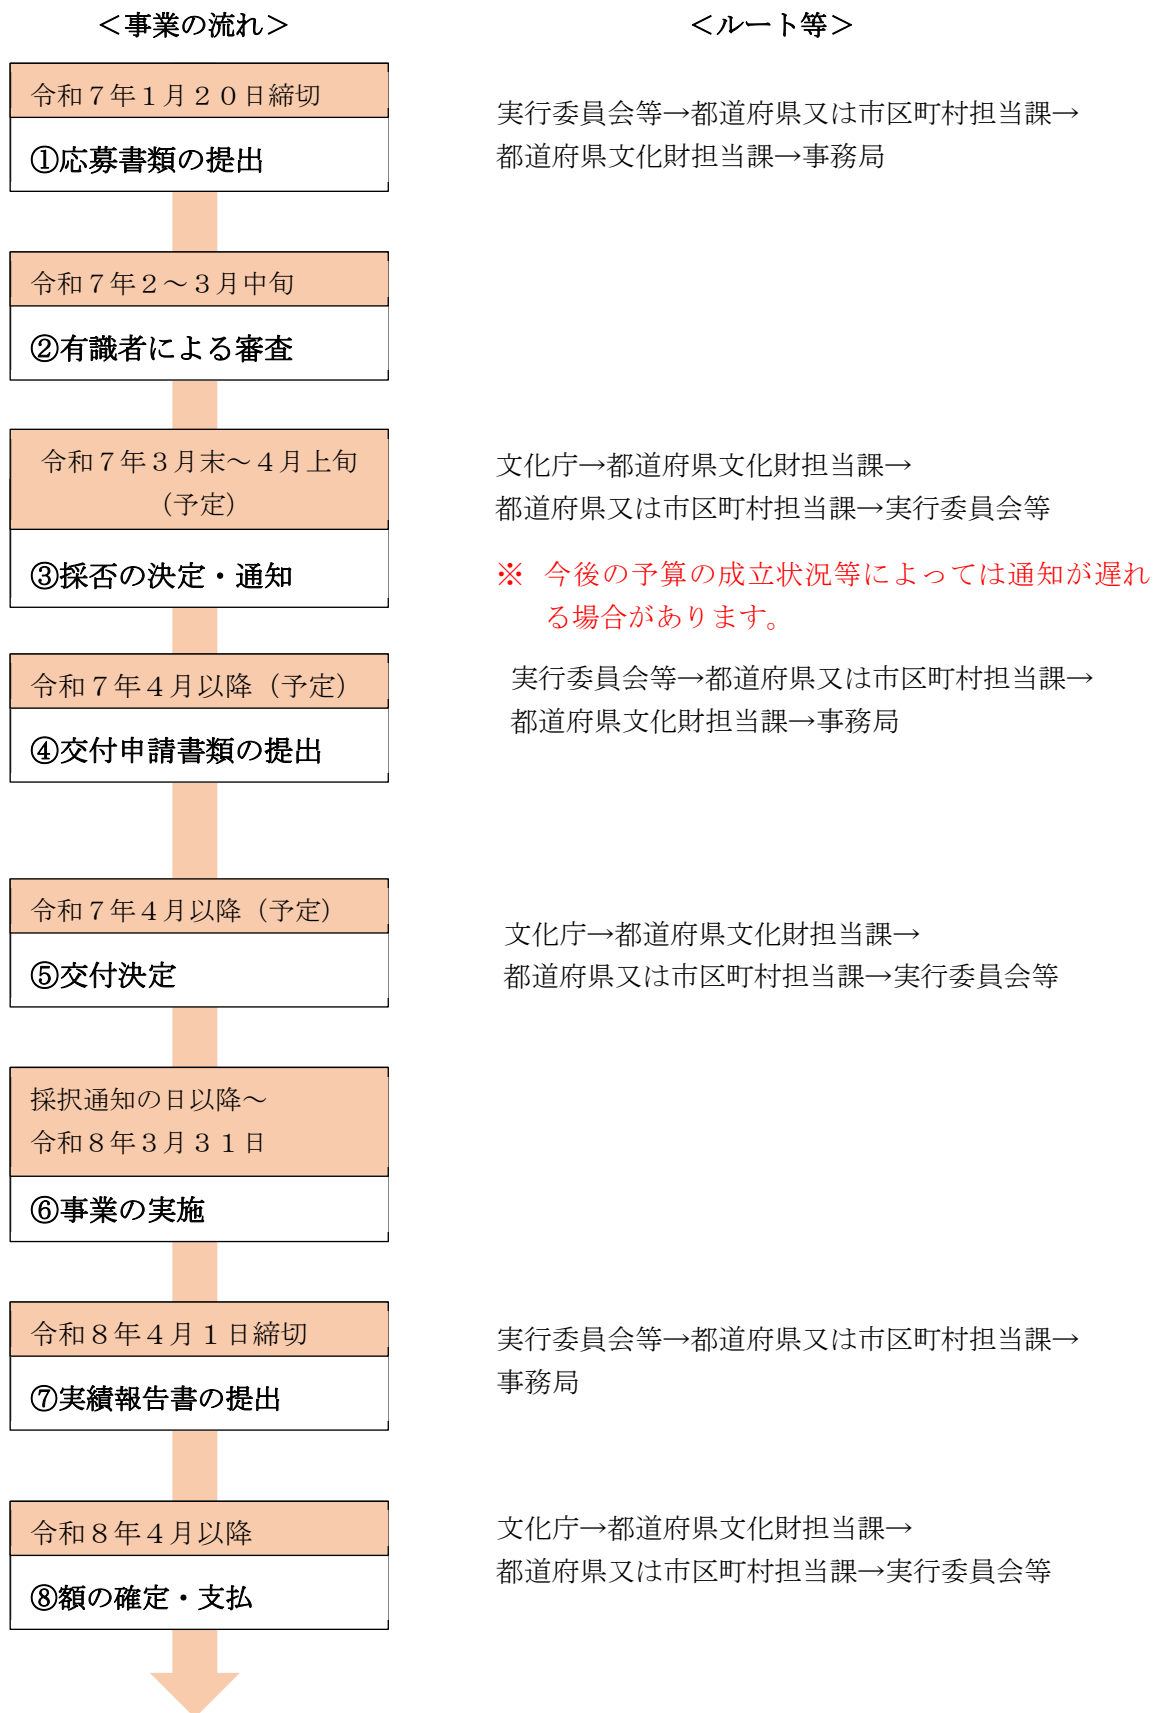 ＜事業の流れ＞
＜ルート等＞
令和７年１月２０日締切
①応募書類の提出
実行委員会等→都道府県又は市区町村担当課→
都道府県文化財担当課→事務局
令和７年２～３月中旬
②有識者による審査
令和７年３月末～４月上旬
（予定）
③採否の決定・通知
文化庁→都道府県文化財担当課→
都道府県又は市区町村担当課→実行委員会等
※ 今後の予算の成立状況等によっては通知が遅れ
る場合があります。
令和７年４月以降（予定）
④交付申請書類の提出
実行委員会等→都道府県又は市区町村担当課→
都道府県文化財担当課→事務局
令和７年４月以降（予定）
⑤交付決定
文化庁→都道府県文化財担当課→
都道府県又は市区町村担当課→実行委員会等
採択通知の日以降～
令和８年３月３１日
⑥事業の実施
令和８年４月１日締切
⑦実績報告書の提出
実行委員会等→都道府県又は市区町村担当課→
事務局
令和８年４月以降
⑧額の確定・支払
文化庁→都道府県文化財担当課→
都道府県又は市区町村担当課→実行委員会等